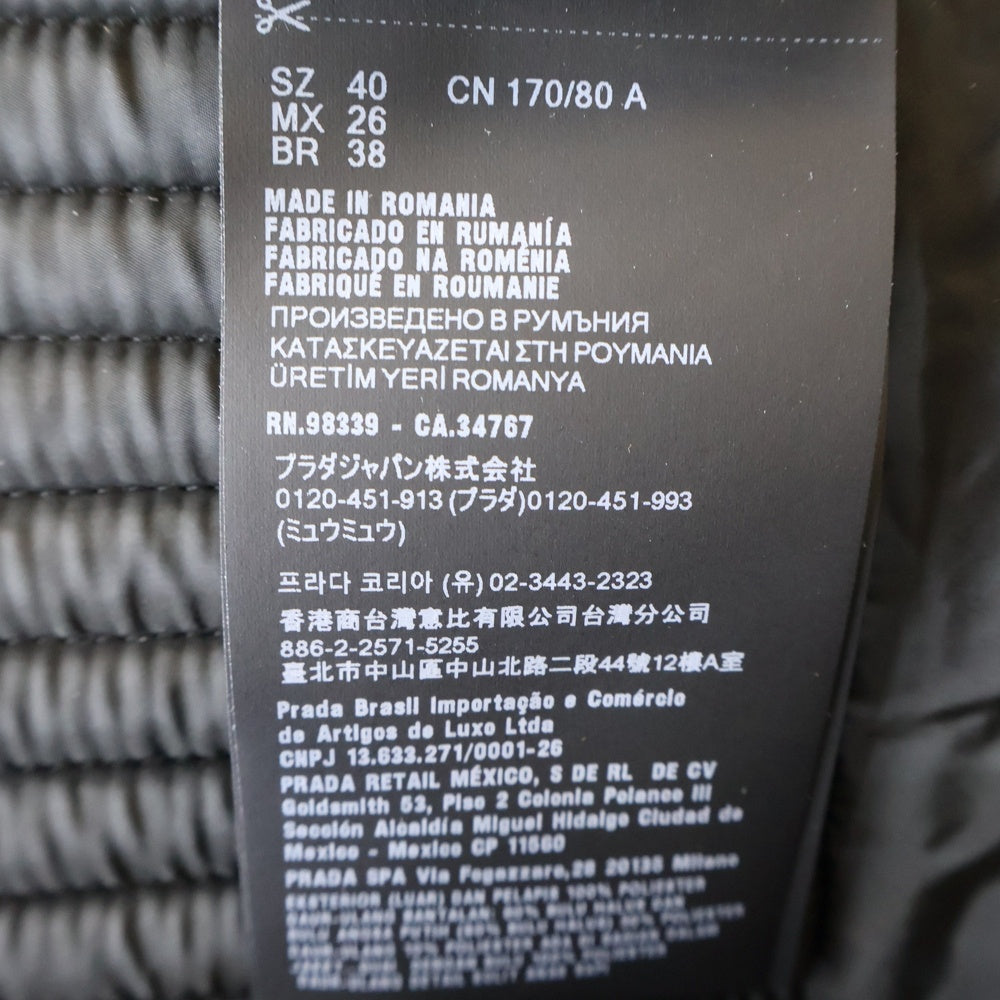 SZ 40 CN 170/80 A
MX 26
BR 38
MADE IN ROMANIA
FABRICADO EN RUMANÍA
FABRICADO NA ROMÉNIA
FABRIQUÉ EN ROUMANIE
ПРОИЗВЕДЕНО В РУМЪНИЯ
ΚΑΤΑΣΚΕΥΑΖΕΤΑΙ ΣΤΗ ΡΟΥΜΑΝΙΑ
ÜRETİM YERİ ROMANYA
RN.98339 - CA.34767
プラダジャパン株式会社
0120-451-913 (プラダ)0120-451-993
(ミュウミュウ)
프라다 코리아 (유) 02-3443-2323
香港商台灣意比有限公司台灣分公司
886-2-2571-5255
臺北市中山區中山北路二段44號12樓A室
Prada Brasil Importação e Comércio
de Artigos de Luxo Ltda
CNPJ 13.633.271/0001-26
PRADA RETAIL MÉXICO, S DE RL DE CV
Goldsmith 53, Piso 2 Colonia Polanco III
Sección Alcaldía Miguel Hidalgo Ciudad de
Mexico - Mexico CP 11560
PRADA SPA Via Fogazzaro,28 20135 Milano
EKSTERIOR (LUAR) DAN PELAPIS 100% POLIESTER